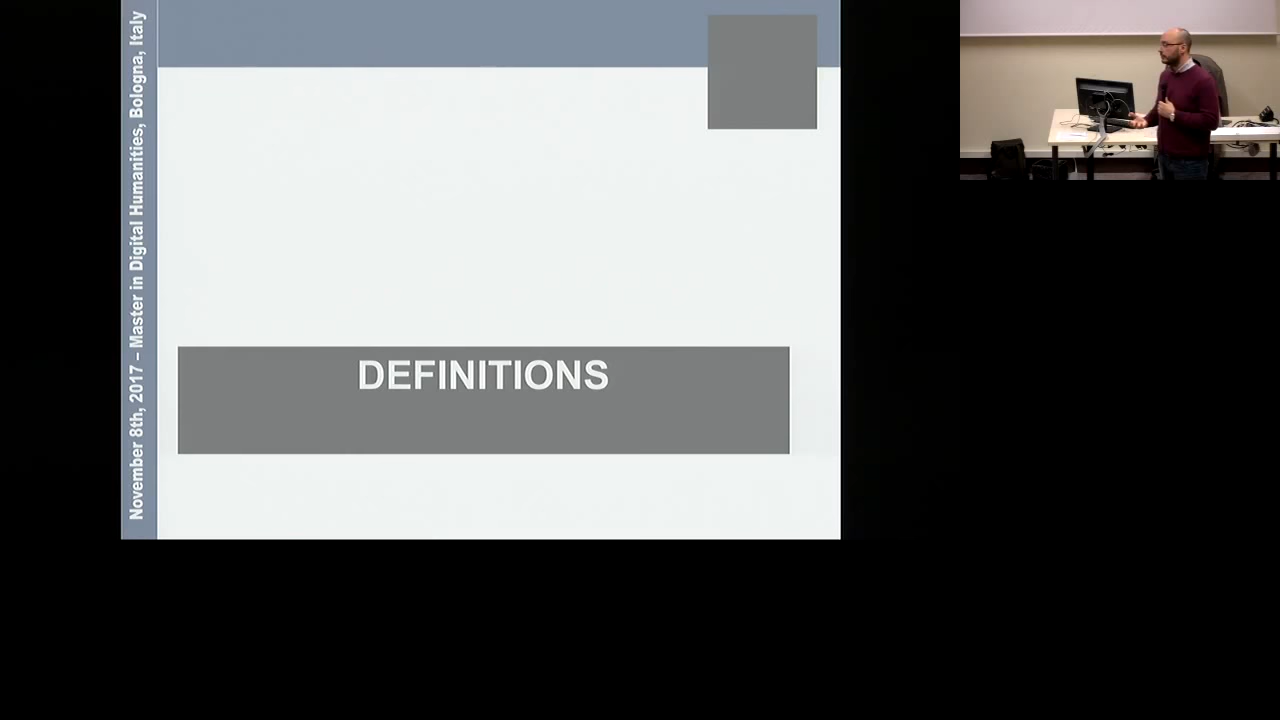 November 8th, 2017 – Master in Digital Humanities, Bologna, Italy
DEFINITIONS